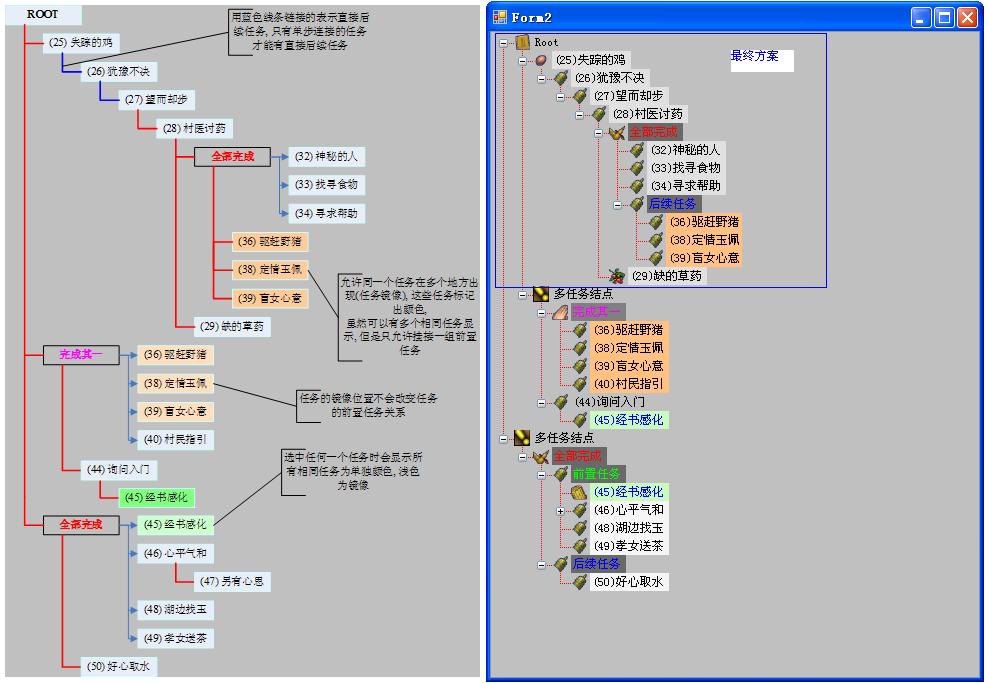 ROOT
(25) 失踪的鸡
(26) 犹豫不决
(27) 望而却步
(28) 村医讨药
全部完成
(32) 神秘的人
(33) 找寻食物
(34) 寻求帮助
(36) 驱赶野猪
(38) 定情玉佩
(39) 盲女心意
(29) 缺的草药
完成其一
(36) 驱赶野猪
(38) 定情玉佩
(39) 盲女心意
(40) 村民指引
(44) 询问入门
(45) 经书感化
全部完成
(45) 经书感化
(46) 心平气和
(47) 另有心思
(48) 湖边找玉
(49) 孝女送茶
(50) 好心取水
用蓝色线条链接的表示直接后
续任务, 只有单步连接的任务
才能有直接后续任务
允许同一个任务在多个地方出
现(任务镜像), 这些任务标记
出颜色,
虽然可以有多个相同任务显
示, 但是只允许挂接一组前置
任务
任务的镜像位置不会改变任务
的前置任务关系
选中任何一个任务时会显示所
有相同任务为单独颜色, 浅色
为镜像
Form2
Root
最终方案
(25)失踪的鸡
(26)犹豫不决
(27)望而却步
(28)村医讨药
全部完成
(32)神秘的人
(33)找寻食物
(34)寻求帮助
后续任务
(36)驱赶野猪
(38)定情玉佩
(39)盲女心意
(29)缺的草药
多任务结点
完成其一
(36)驱赶野猪
(38)定情玉佩
(39)盲女心意
(40)村民指引
(44)询问入门
(45)经书感化
多任务结点
全部完成
前置任务
(45)经书感化
(46)心平气和
(48)湖边找玉
(49)孝女送茶
后续任务
(50)好心取水